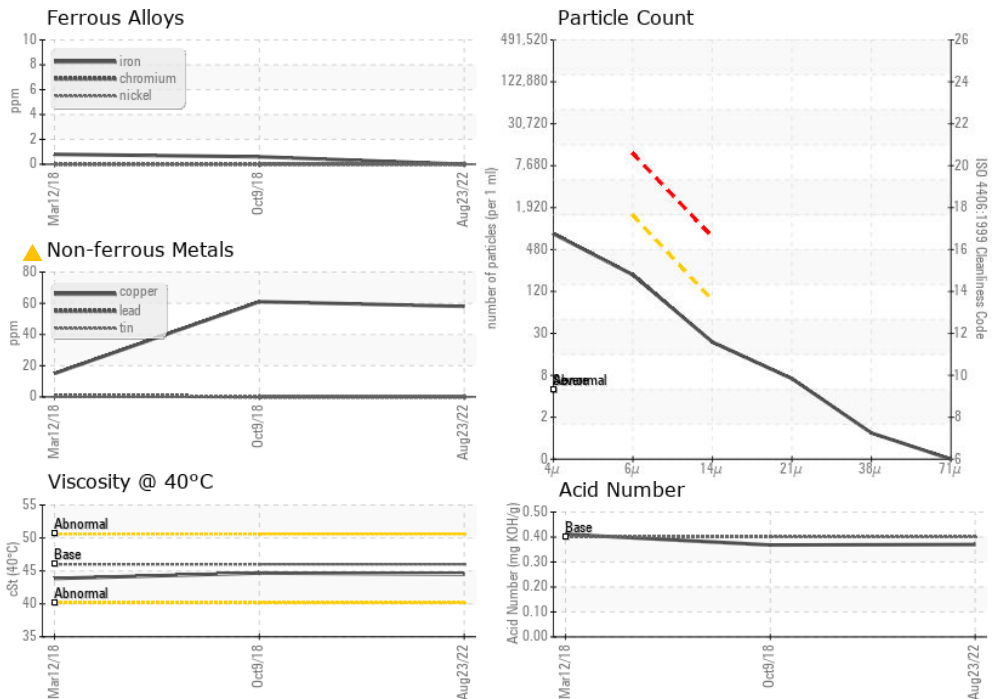 Ferrous Alloys
10
8
6
4
2
0
ppm
iron
chromium
nickel
Mar12/18
Oct9/18
Aug23/22
Non-ferrous Metals
80
60
40
20
0
ppm
copper
lead
tin
Mar12/18
Oct9/18
Aug23/22
Viscosity @ 40°C
55
50
45
40
35
cSt (40°C)
Abnormal
Base
Abnormal
Mar12/18
Oct9/18
Aug23/22
Particle Count
491,520
122,880
30,720
7,680
1,920
480
120
30
8
2
0
number of particles (per 1 ml)
26
24
22
20
18
16
14
12
10
8
6
ISO 4406:1999 Cleanliness Code
Abnormal
4µ
6µ
14µ
21µ
38µ
71µ
Acid Number
0.50
0.40
0.30
0.20
0.10
0.00
Acid Number (mg KOH/g)
Base
Mar12/18
Oct9/18
Aug23/22